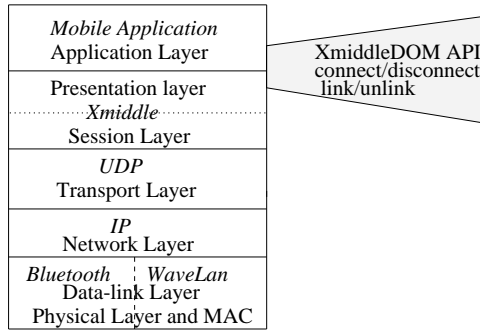 Mobile Application
Application Layer
Presentation layer
Xmiddle
Session Layer
UDP
Transport Layer
IP
Network Layer
Bluetooth WaveLan
Data-link Layer
Physical Layer and MAC
XmiddleDOM API
connect/disconnect
link/unlink